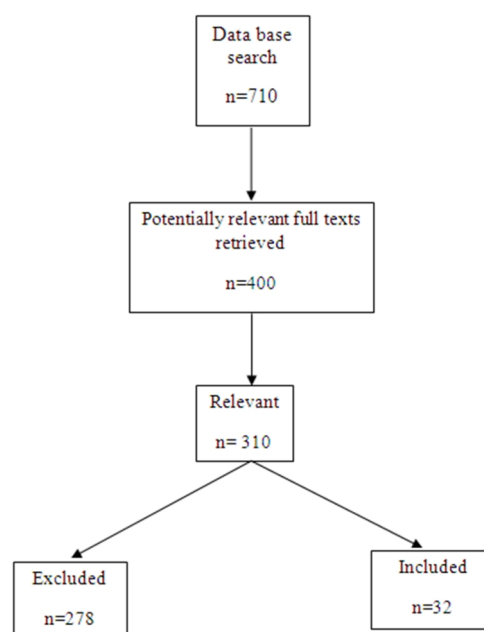 Data base
search
n=710
Potentially relevant full texts
retrieved
n=400
Relevant
n= 310
Excluded
n=278
Included
n=32